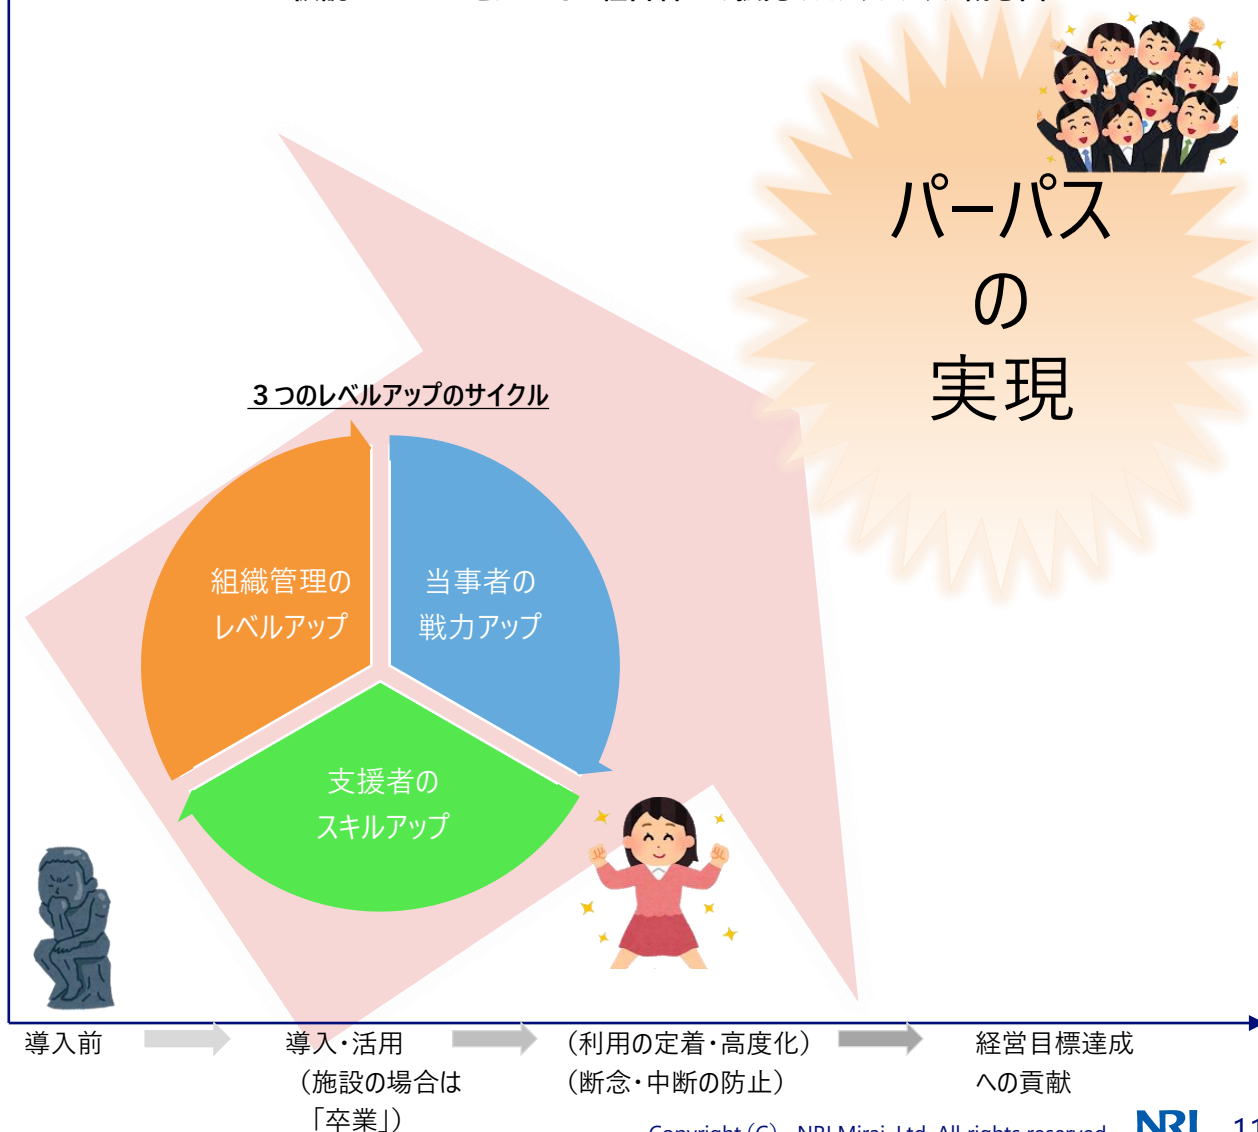 パーパス
の
実現
３つのレベルアップのサイクル
組織管理の
レベルアップ
当事者の
戦力アップ
支援者の
スキルアップ
導入前
導入・活用
（施設の場合は
「卒業」）
（利用の定着・高度化）
（断念・中断の防止）
経営目標達成
への貢献
NRI